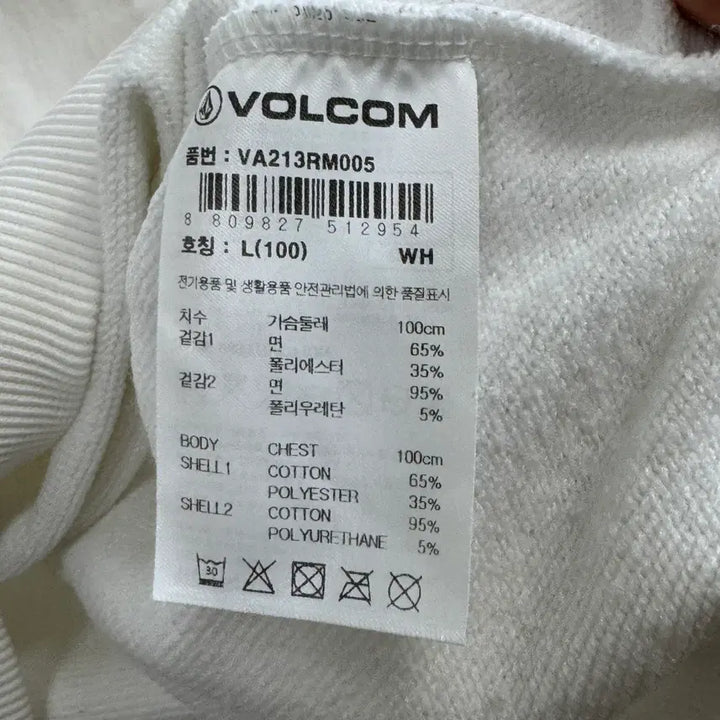 VOLCOM
품번 : VA213RM005
8 809827 512954
호칭 : L(100) WH
전기용품 및 생활용품 안전관리법에 의한 품질표시
치수 가슴둘레 100cm
겉감1 면 65%
폴리에스터 35%
겉감2 면 95%
폴리우레탄 5%
BODY CHEST 100cm
SHELL1 COTTON 65%
POLYESTER 35%
SHELL2 COTTON 95%
POLYURETHANE 5%
30